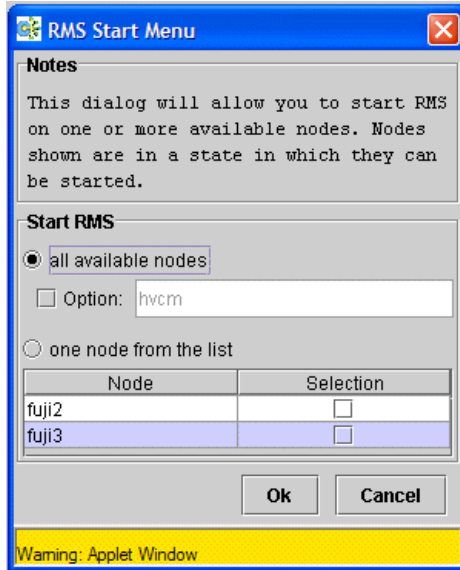 RMS Start Menu
Notes
This dialog will allow you to start RMS
on one or more available nodes. Nodes
shown are in a state in which they can
be started.
Start RMS
all available nodes
Option: hvcm
one node from the list
Node Selection
fuji2
fuji3
Ok Cancel
Warning: Applet Window